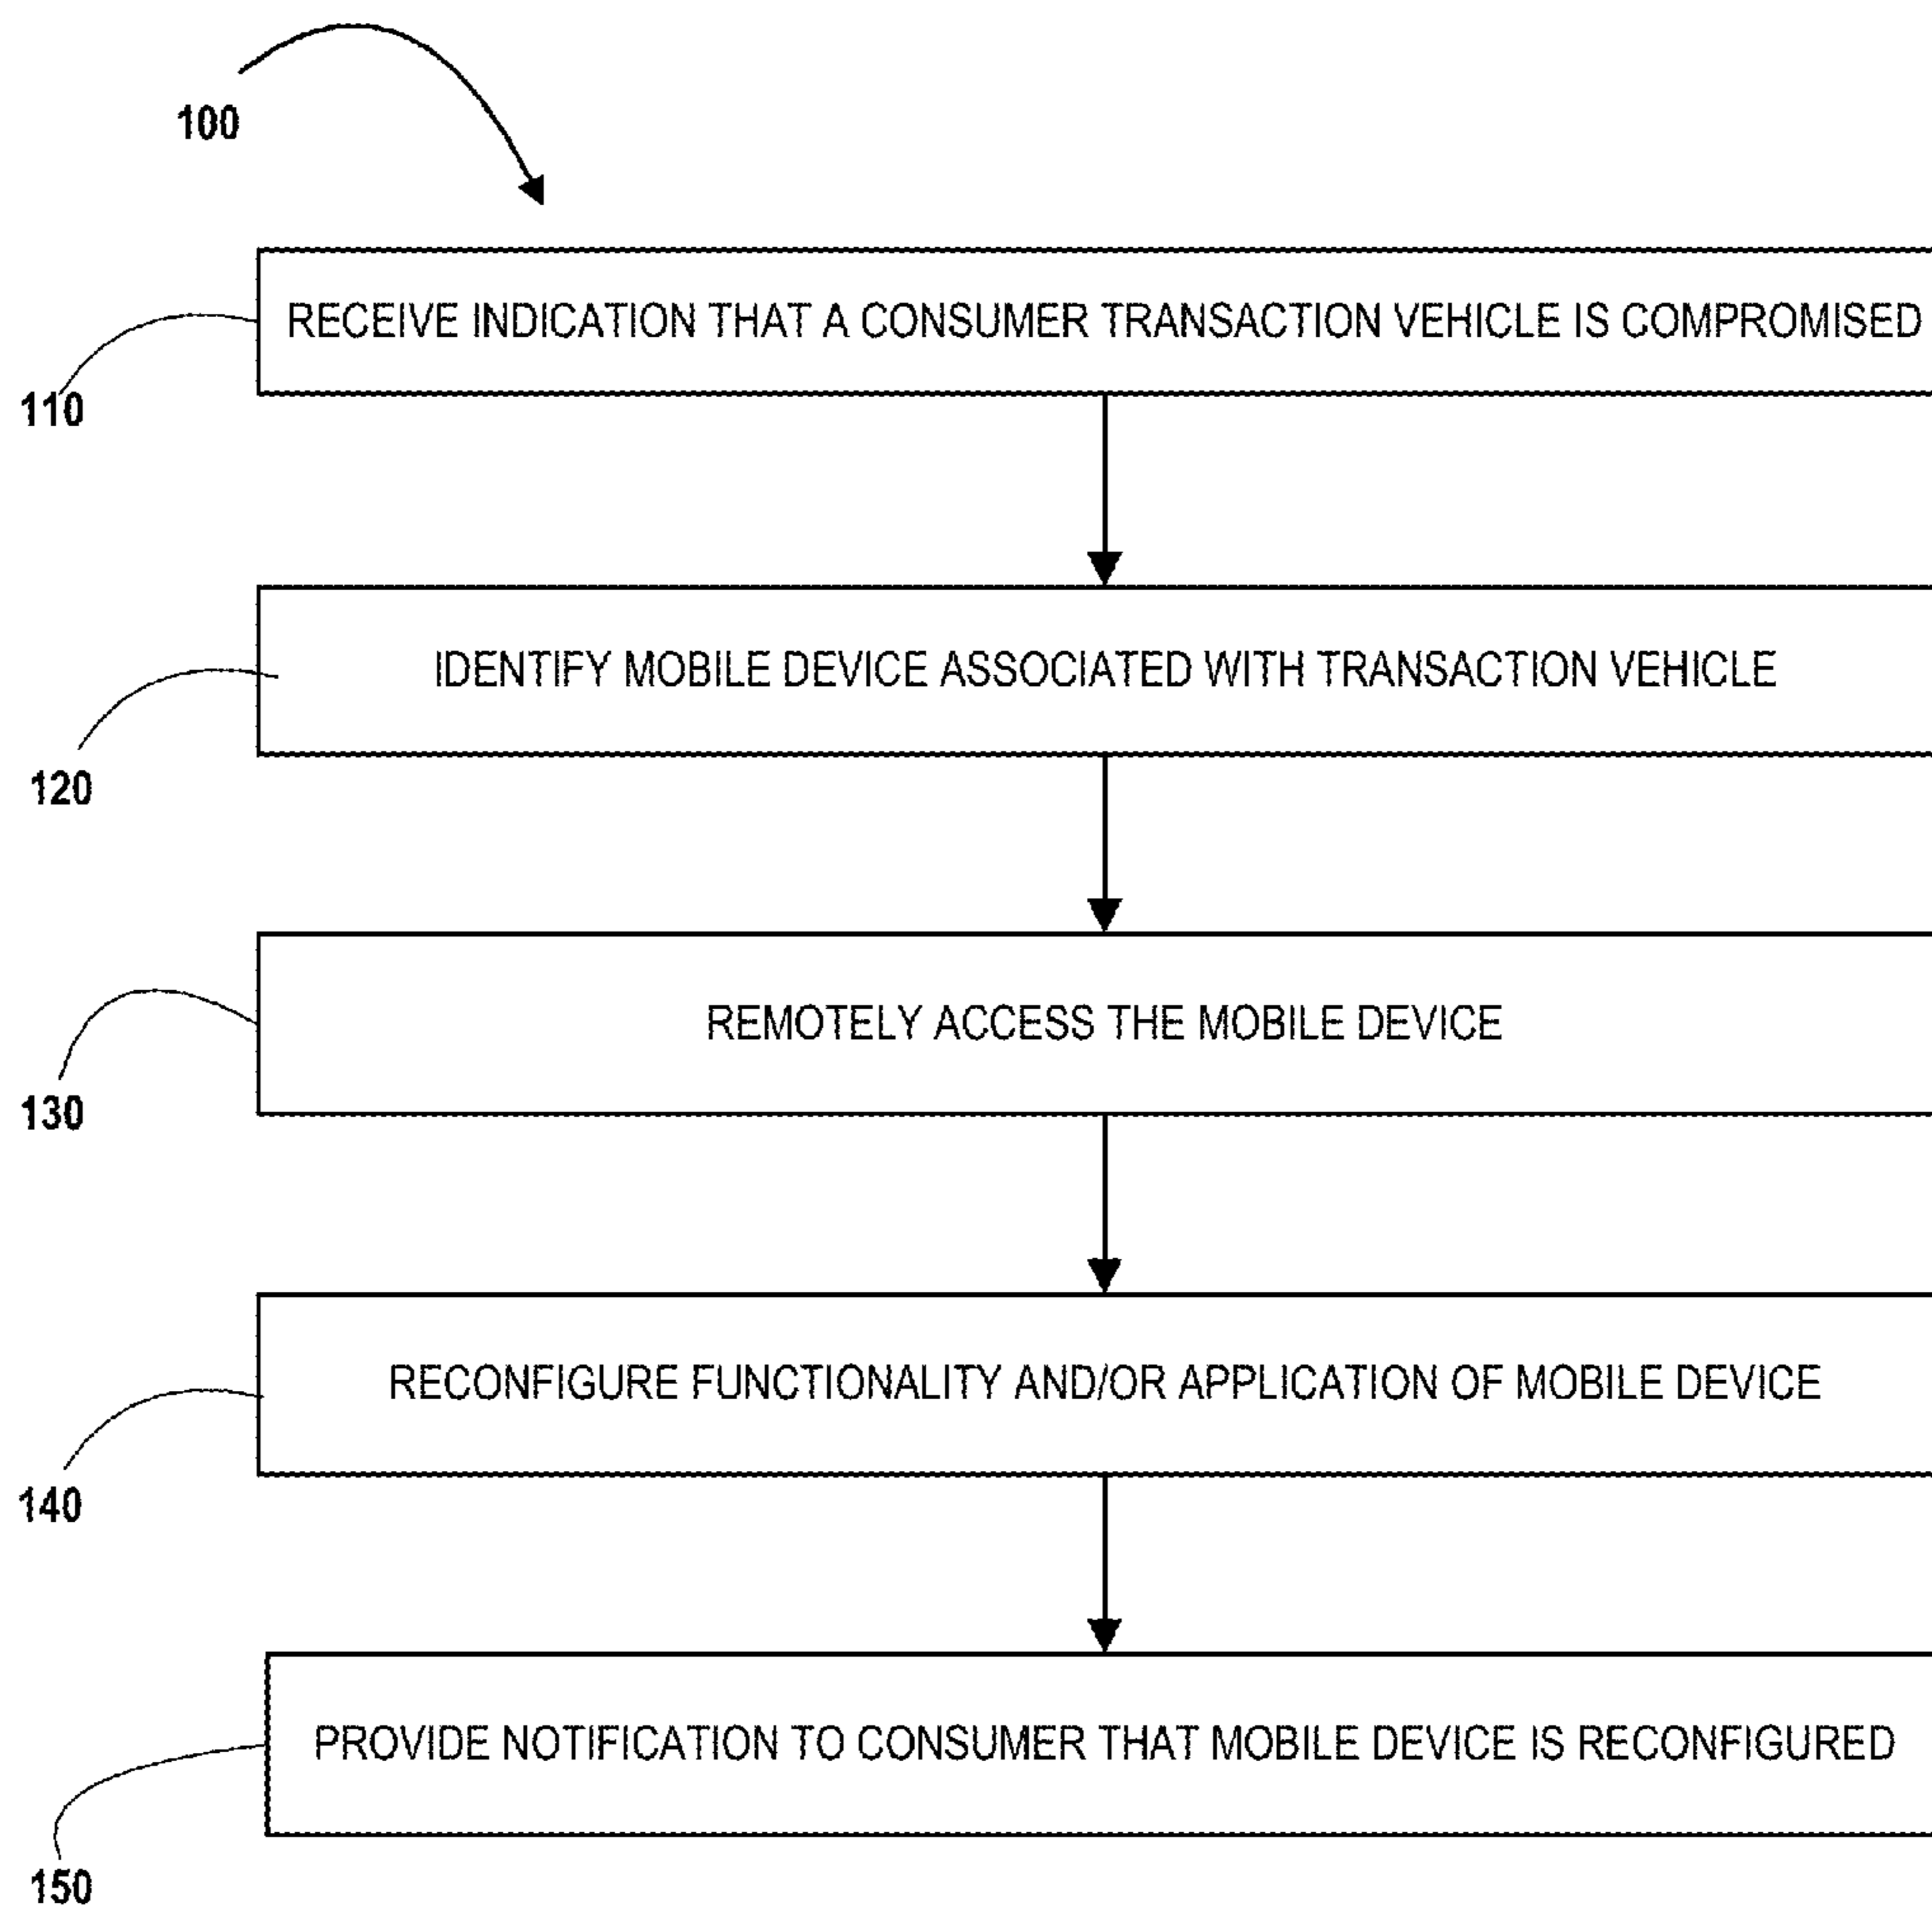 100
RECEIVE INDICATION THAT A CONSUMER TRANSACTION VEHICLE IS COMPROMISED
110
IDENTIFY MOBILE DEVICE ASSOCIATED WITH TRANSACTION VEHICLE
120
REMOTELY ACCESS THE MOBILE DEVICE
130
RECONFIGURE FUNCTIONALITY AND/OR APPLICATION OF MOBILE DEVICE
140
PROVIDE NOTIFICATION TO CONSUMER THAT MOBILE DEVICE IS RECONFIGURED
150